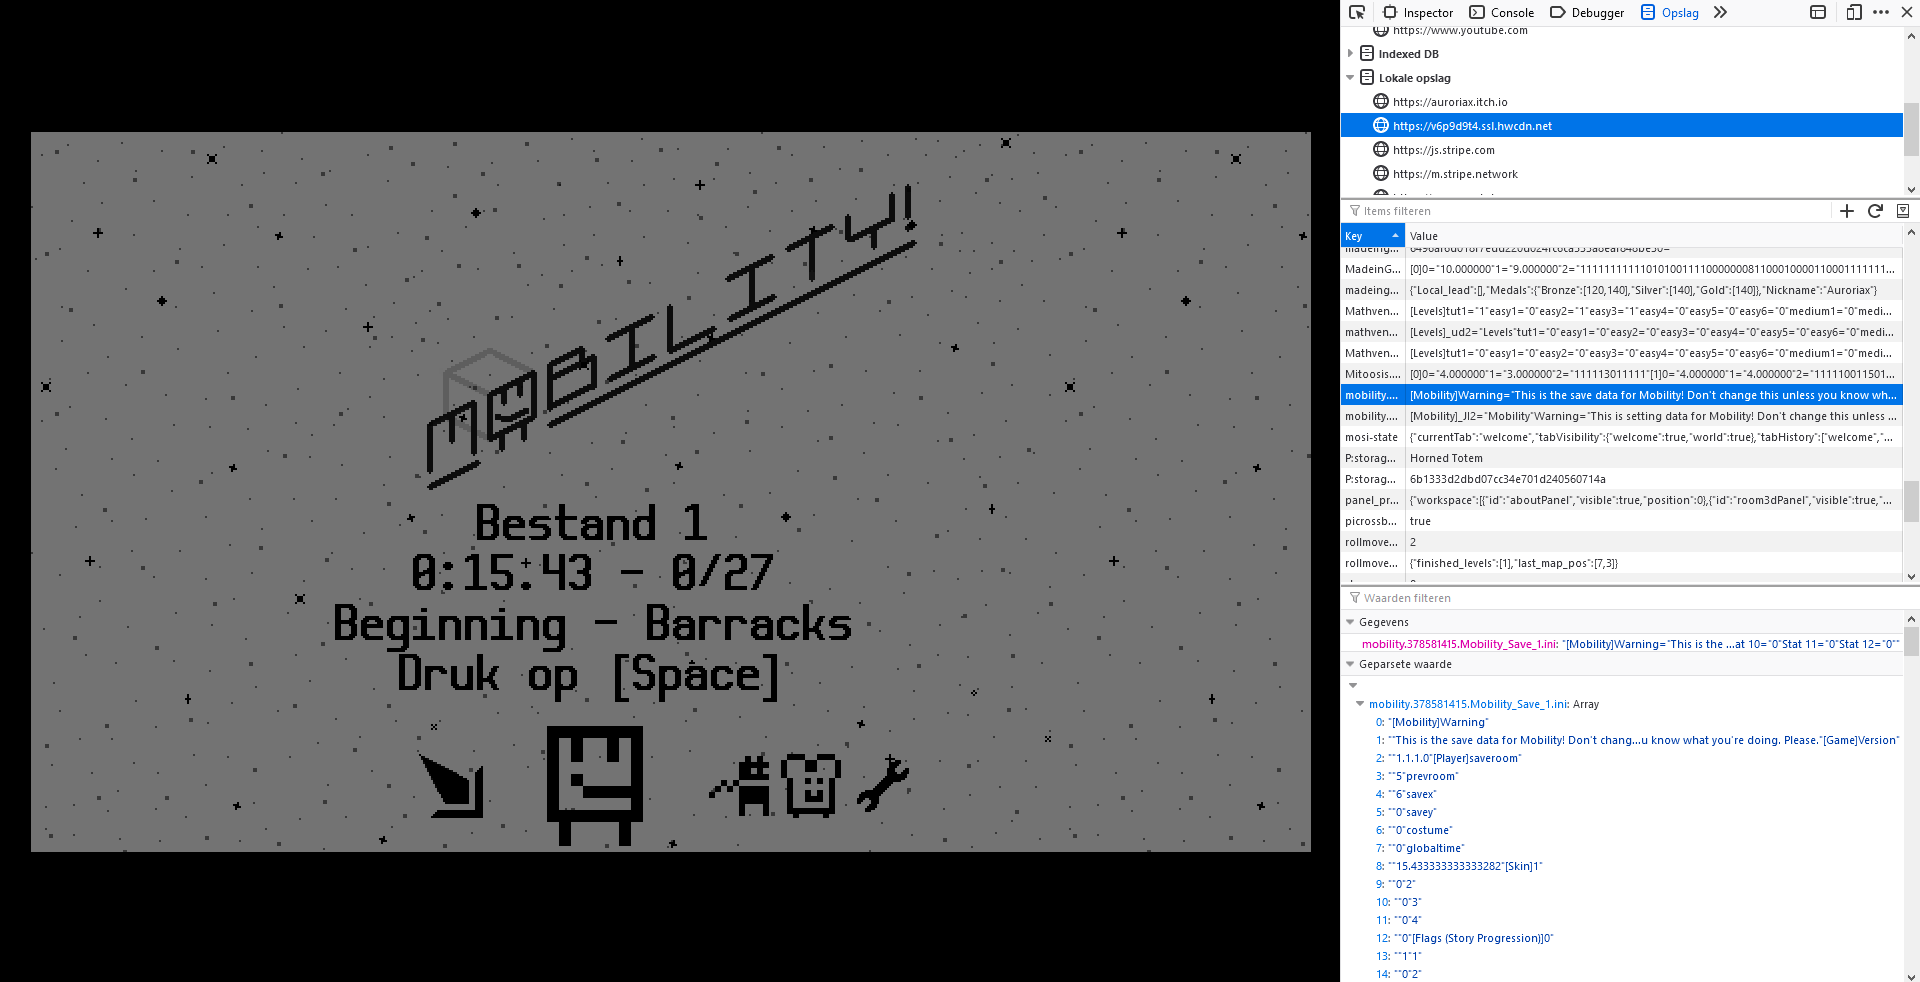 MOBILITY!
Bestand 1
0:15.43 - 0/27
Beginning - Barracks
Druk op [Space]
Inspector
Console
Debugger
Opslag
https://www.youtube.com
Indexed DB
Lokale opslag
https://auroriax.itch.io
https://v6p9d9t4.ssl.hwcdn.net
https://js.stripe.com
https://m.stripe.network
Items filteren
Key Value
MadeinG... [0]0="10.000000"1="9.000000"2="
madeing... {"Local_lead":[],"Medals":{"Bronze":[120,140],"Silver":[140],"Gold":[140]},"Nickname":"Auroriax"}
Mathven... [Levels]tut1="1"easy1="0"easy2="1"easy3="1"easy4="0"easy5="0"easy6="0"medium1="0"medi...
mathven... [Levels]_ud2="Levels"tut1="0"easy1="0"easy2="0"easy3="0"easy4="0"easy5="0"easy6="0"medi...
Mathven... [Levels]tut1="0"easy1="0"easy2="0"easy3="0"easy4="0"easy5="0"easy6="0"medium1="0"medi...
Mitoosis.... [0]0="4.000000"1="3.000000"2="111113011111"[1]0="4.000000"1="4.000000"2="111110011501...
mobility.... [Mobility]Warning="This is the save data for Mobility! Don't change this unless you know wh...
mobility.... [Mobility]_JI2="Mobility"Warning="This is setting data for Mobility! Don't change this unless ...
mosi-state {"currentTab":"welcome","tabVisibility":{"welcome":true,"world":true},"tabHistory":["welcome","...
P:storag... Horned Totem
P:storag... 6b1333d2dbd07cc34e701d240560714a
panel_pr... {"workspace":[{"id":"aboutPanel","visible":true,"position":0},{"id":"room3dPanel","visible":true,"...
picrossb... true
rollmove... 2
rollmove... {"finished_levels":[1],"last_map_pos":[7,3]}
Waarden filteren
Gegevens
mobility.378581415.Mobility_Save_1.ini: "[Mobility]Warning="This is the ...at 10="0"Stat 11="0"Stat 12="0""
Geparsete waarde
mobility.378581415.Mobility_Save_1.ini: Array
0: "[Mobility]Warning"
1: ""This is the save data for Mobility! Don't chang...u know what you're doing. Please."[Game]Version"
2: ""1.1.1.0"[Player]saveroom"
3: ""5"prevroom"
4: ""6"savex"
5: ""0"savey"
6: ""0"costume"
7: ""0"globaltime"
8: ""15.433333333333282"[Skin]1"
9: ""0"2"
10: ""0"3"
11: ""0"4"
12: ""0"[Flags (Story Progression)]0"
13: ""1"1"
14: ""0"2"